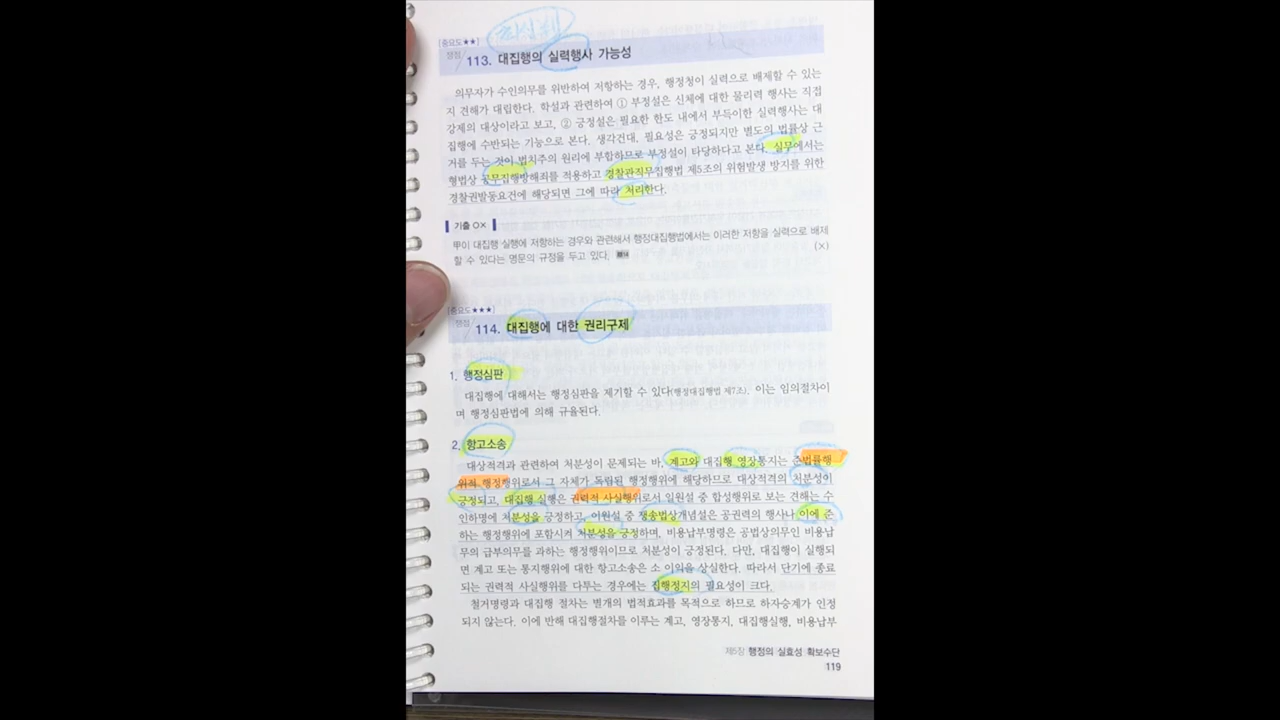 [중요도★★]
쟁점 113. 대집행의 실력행사 가능성
의무자가 수인의무를 위반하여 저항하는 경우, 행정청이 실력으로 배제할 수 있는
지 견해가 대립한다. 학설과 관련하여 ① 부정설은 신체에 대한 물리력 행사는 직접
강제의 대상이라고 보고, ② 긍정설은 필요한 한도 내에서 부득이한 실력행사는 대
집행에 수반되는 기능으로 본다. 생각건대, 필요성은 긍정되지만 별도의 법률상 근
거를 두는 것이 법치주의 원리에 부합하므로 부정설이 타당하다고 본다. 실무에서는
형법상 공무집행방해죄를 적용하고 경찰관직무집행법 제5조의 위험발생 방지를 위한
경찰권발동요건에 해당되면 그에 따라 처리한다.
기출 OX
甲이 대집행 실행에 저항하는 경우와 관련해서 행정대집행법에서는 이러한 저항을 실력으로 배제
할 수 있다는 명문의 규정을 두고 있다. (×)
[중요도★★★]
쟁점 114. 대집행에 대한 권리구제
1. 행정심판
대집행에 대해서는 행정심판을 제기할 수 있다(행정대집행법 제7조). 이는 임의절차이
며 행정심판법에 의해 규율된다.
2. 항고소송
대상적격과 관련하여 처분성이 문제되는 바, 계고와 대집행 영장통지는 준법률행
위적 행정행위로서 그 자체가 독립된 행정행위에 해당하므로 대상적격의 처분성이
긍정되고, 대집행 실행은 권력적 사실행위로서 일원설 중 합성행위로 보는 견해는 수
인하명에 처분성을 긍정하고, 이원설 중 쟁송법상개념설은 공권력의 행사나 이에 준
하는 행정행위에 포함시켜 처분성을 긍정하며, 비용납부명령은 공법상의무인 비용납
부의 급부의무를 과하는 행정행위이므로 처분성이 긍정된다. 다만, 대집행이 실행되
면 계고 또는 통지행위에 대한 항고소송은 소 이익을 상실한다. 따라서 단기에 종료
되는 권력적 사실행위를 다투는 경우에는 집행정지의 필요성이 크다.
철거명령과 대집행 절차는 별개의 법적효과를 목적으로 하므로 하자승계가 인정
되지 않는다. 이에 반해 대집행절차를 이루는 계고, 영장통지, 대집행실행, 비용납부
제5장 행정의 실효성 확보수단
119